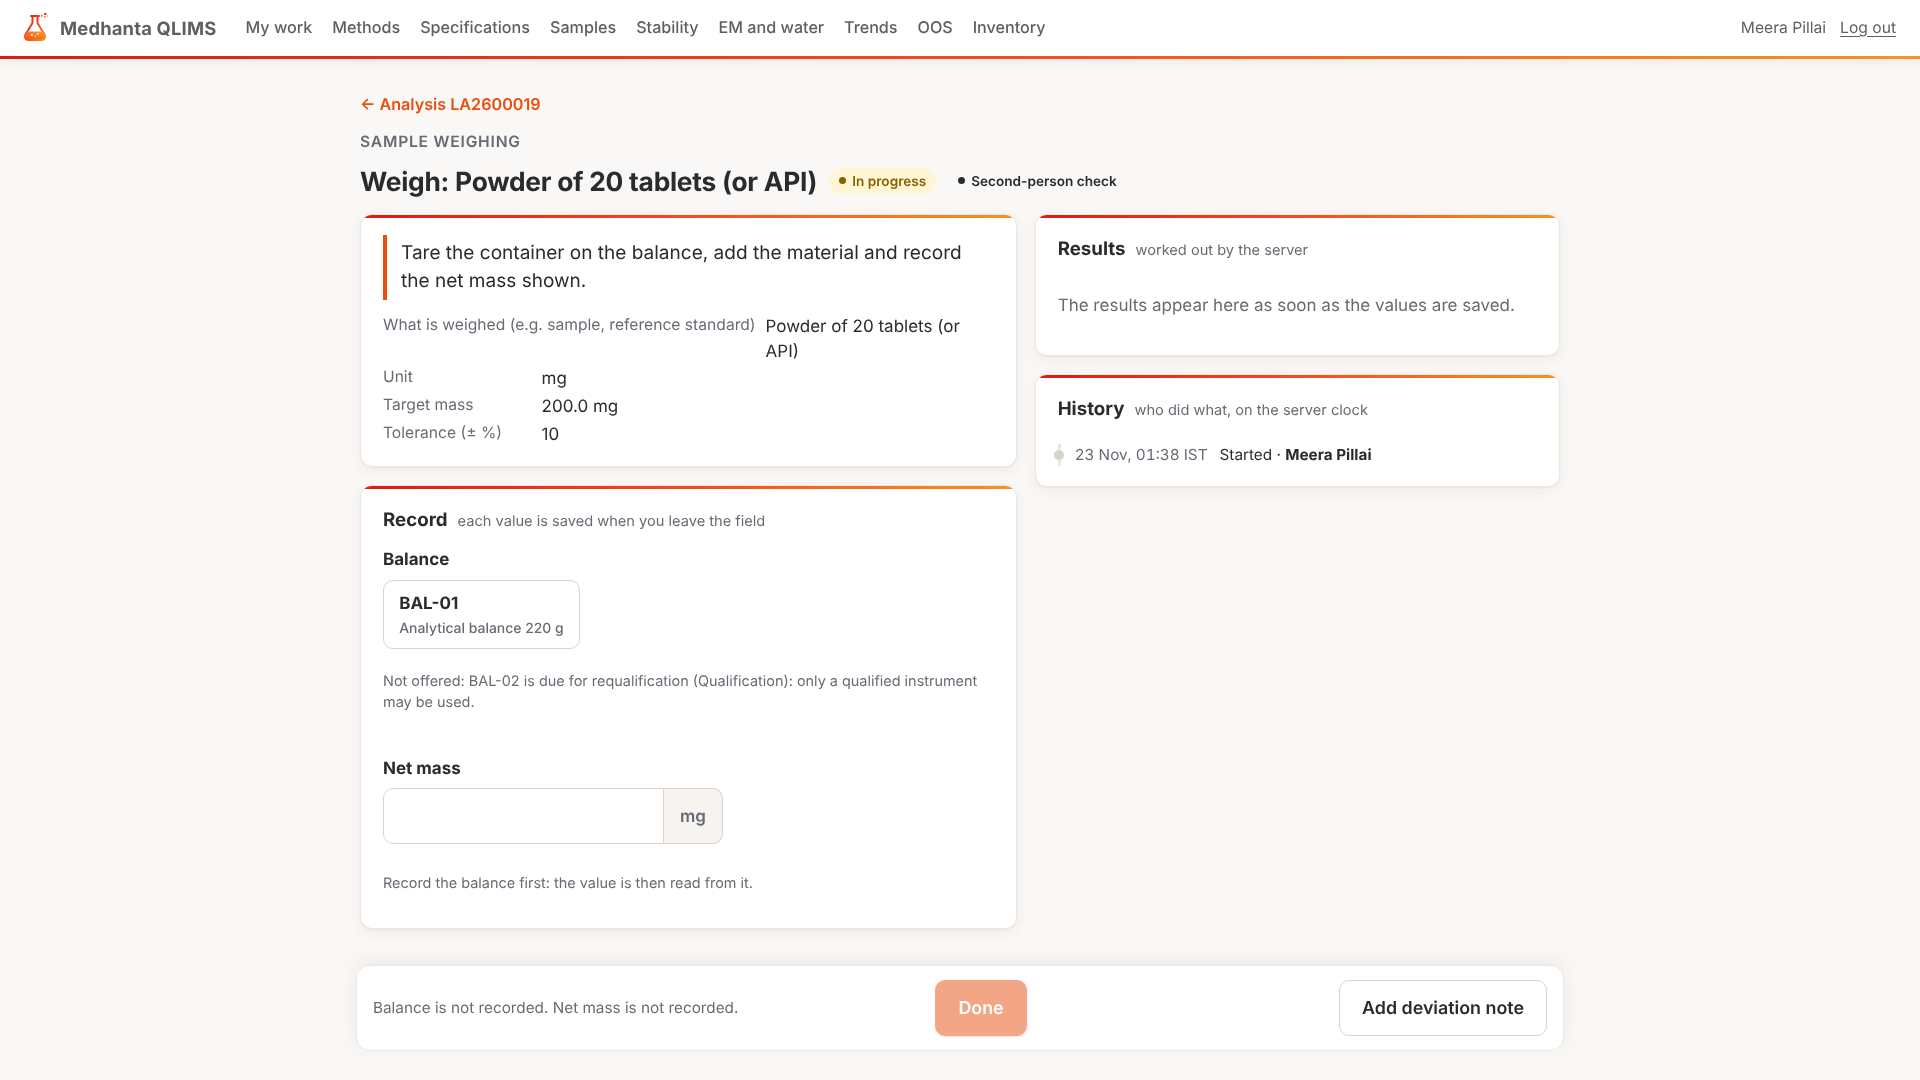 Medhanta QLIMS My work Methods Specifications Samples Stability EM and water Trends OOS Inventory Meera Pillai Log out
← Analysis LA2600019
SAMPLE WEIGHING
Weigh: Powder of 20 tablets (or API) In progress Second-person check
Tare the container on the balance, add the material and record
the net mass shown.
What is weighed (e.g. sample, reference standard) Powder of 20 tablets (or
API)
Unit mg
Target mass 200.0 mg
Tolerance (± %) 10
Record each value is saved when you leave the field
Balance
BAL-01
Analytical balance 220 g
Not offered: BAL-02 is due for requalification (Qualification): only a qualified instrument
may be used.
Net mass
mg
Record the balance first: the value is then read from it.
Results worked out by the server
The results appear here as soon as the values are saved.
History who did what, on the server clock
23 Nov, 01:38 IST Started · Meera Pillai
Balance is not recorded. Net mass is not recorded. Done Add deviation note